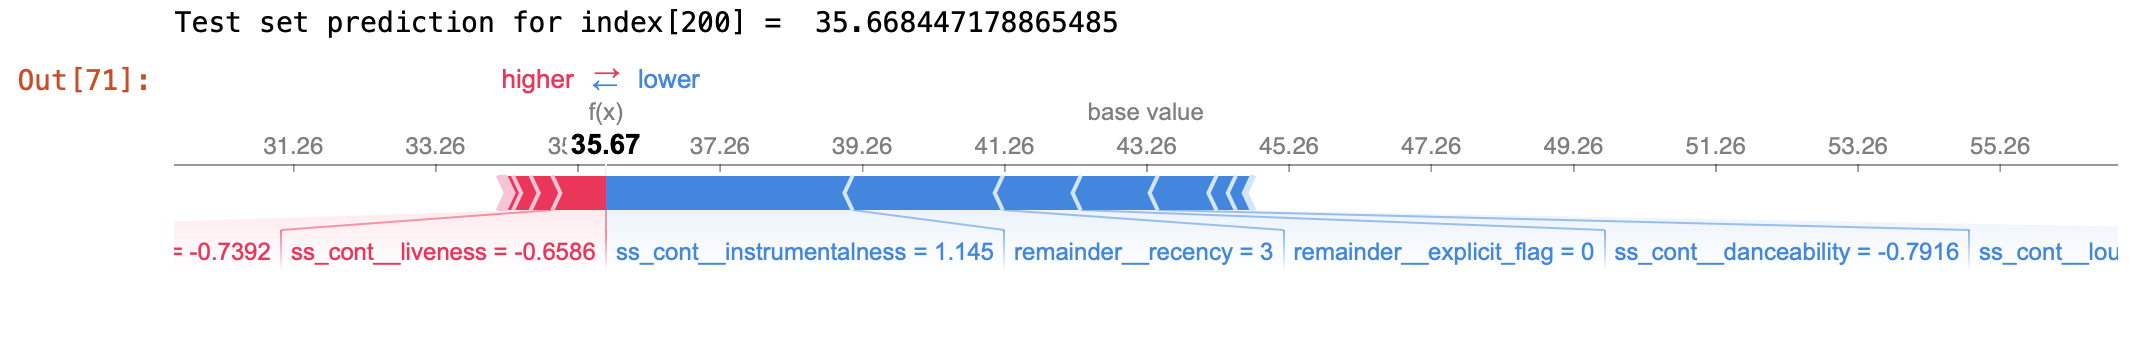 Test set prediction for index[200] =  35.668447178865485
Out[71]:
higher ⇄ lower
f(x) base value
31.26 33.26 35.67 37.26 39.26 41.26 43.26 45.26 47.26 49.26 51.26 53.26 55.26
= -0.7392 ss_cont__liveness = -0.6586 ss_cont__instrumentalness = 1.145 remainder__recency = 3 remainder__explicit_flag = 0 ss_cont__danceability = -0.7916 ss_cont__lou